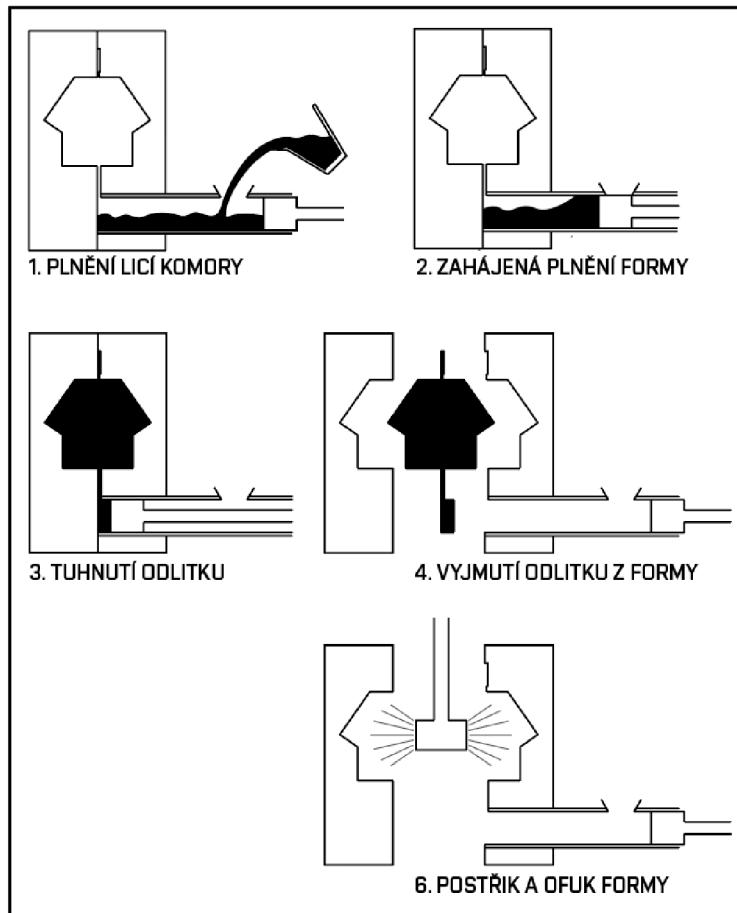 1. PLNĚNÍ LICÍ KOMORY
2. ZAHÁJENÁ PLNĚNÍ FORMY
3. TUHNUTÍ ODLITKU
4. VYJMUTÍ ODLITKU Z FORMY
6. POSTŘIK A OFUK FORMY